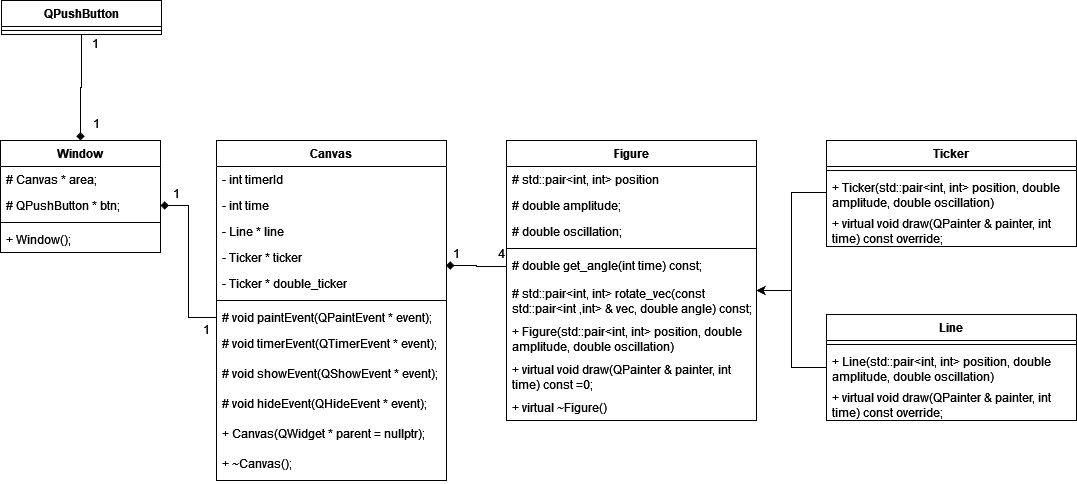 QPushButton
1
1
Window
# Canvas * area;
# QPushButton * btn;
+ Window();
1
1
Canvas
- int timerId
- int time
- Line * line
- Ticker * ticker
- Ticker * double_ticker
# void paintEvent(QPaintEvent * event);
# void timerEvent(QTimerEvent * event);
# void showEvent(QShowEvent * event);
# void hideEvent(QHideEvent * event);
+ Canvas(QWidget * parent = nullptr);
+ ~Canvas();
1
4
Figure
# std::pair<int, int> position
# double amplitude;
# double oscillation;
# double get_angle(int time) const;
# std::pair<int, int> rotate_vec(const
std::pair<int ,int> & vec, double angle) const;
+ Figure(std::pair<int, int> position, double
amplitude, double oscillation)
+ virtual void draw(QPainter & painter, int
time) const =0;
+ virtual ~Figure()
Ticker
+ Ticker(std::pair<int, int> position, double
amplitude, double oscillation)
+ virtual void draw(QPainter & painter, int
time) const override;
Line
+ Line(std::pair<int, int> position, double
amplitude, double oscillation)
+ virtual void draw(QPainter & painter, int
time) const override;